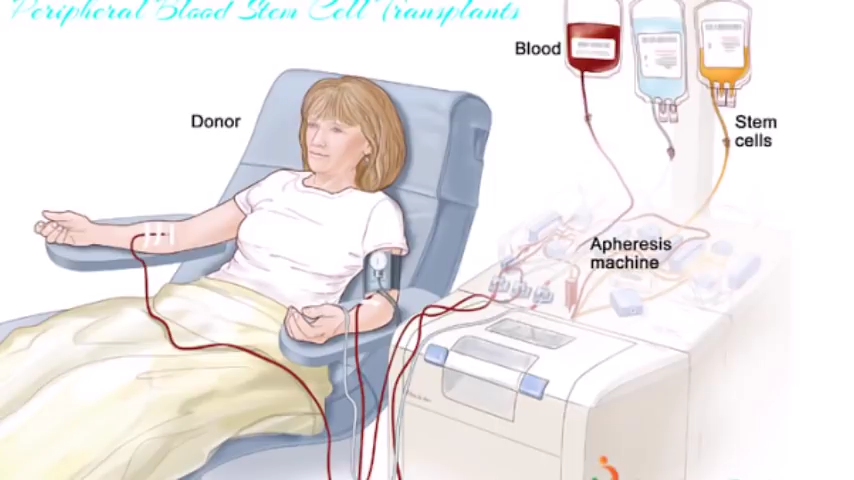 Peripheral Blood Stem Cell Transplants
Blood
Donor
Stem
cells
Apheresis
machine